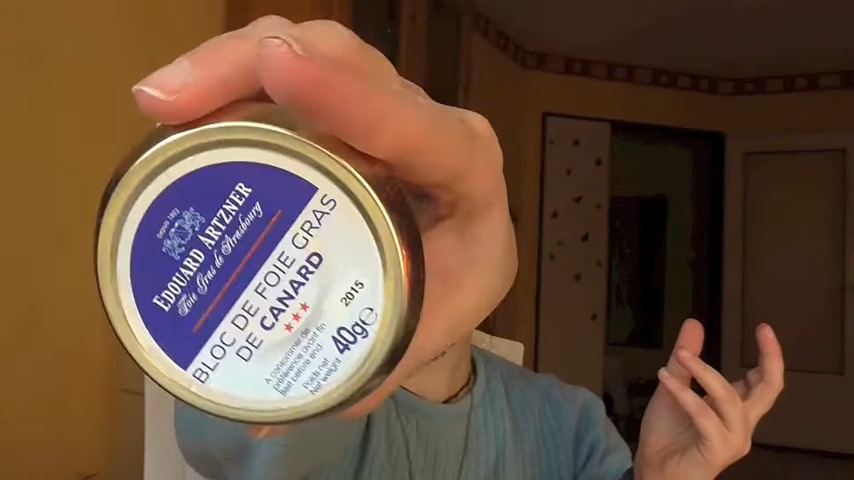 Depuis 1803
EDOUARD ARTZNER
Foie Gras de Strasbourg
BLOC DE FOIE GRAS
DE CANARD
★★★
2015
A consommer de
préférence avant fin
Best before end
40g ℮
Poids net
Net weight